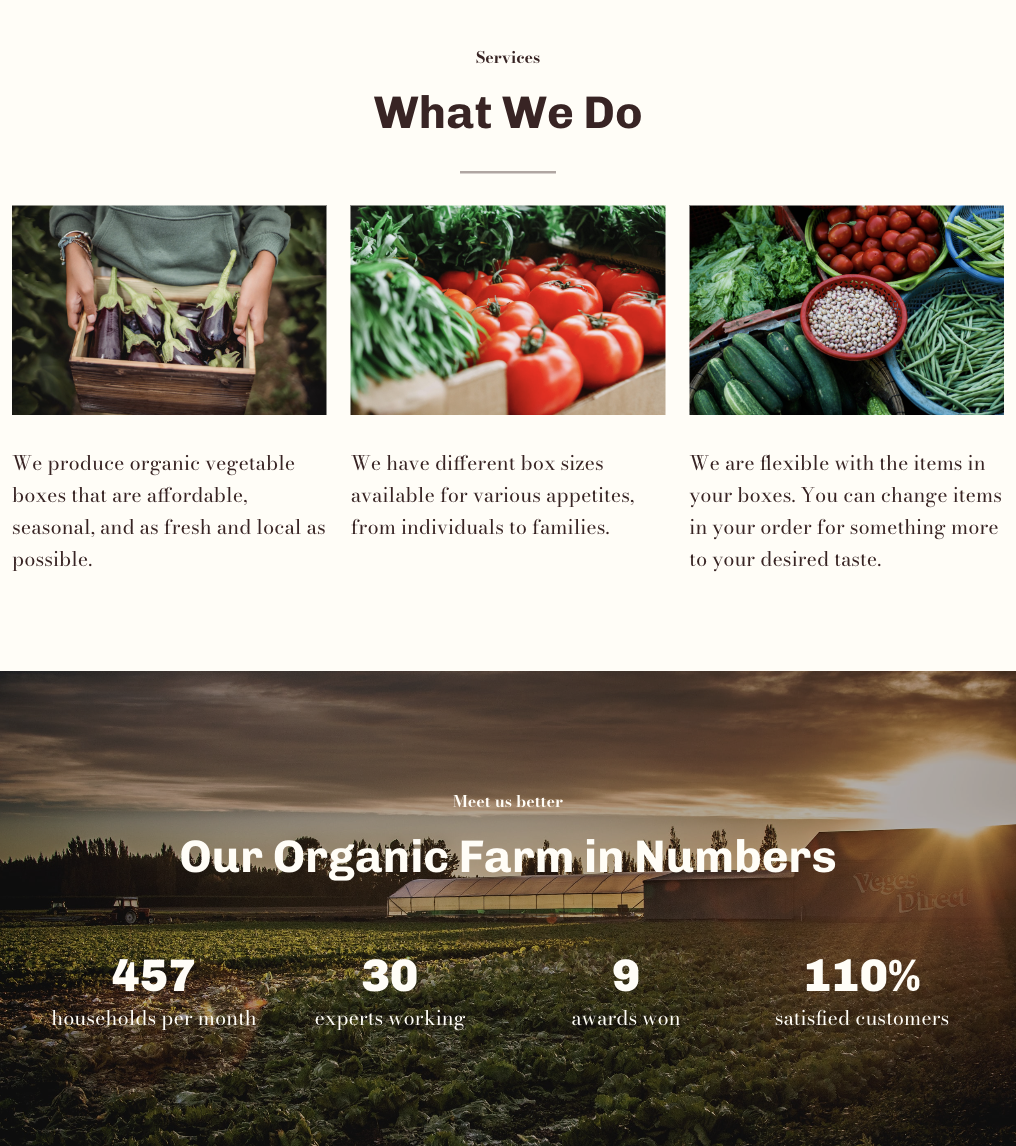 Services
What We Do
We produce organic vegetable
boxes that are affordable,
seasonal, and as fresh and local as
possible.
We have different box sizes
available for various appetites,
from individuals to families.
We are flexible with the items in
your boxes. You can change items
in your order for something more
to your desired taste.
Meet us better
Our Organic Farm in Numbers
Veges
Direct
457
households per month
30
experts working
9
awards won
110%
satisfied customers